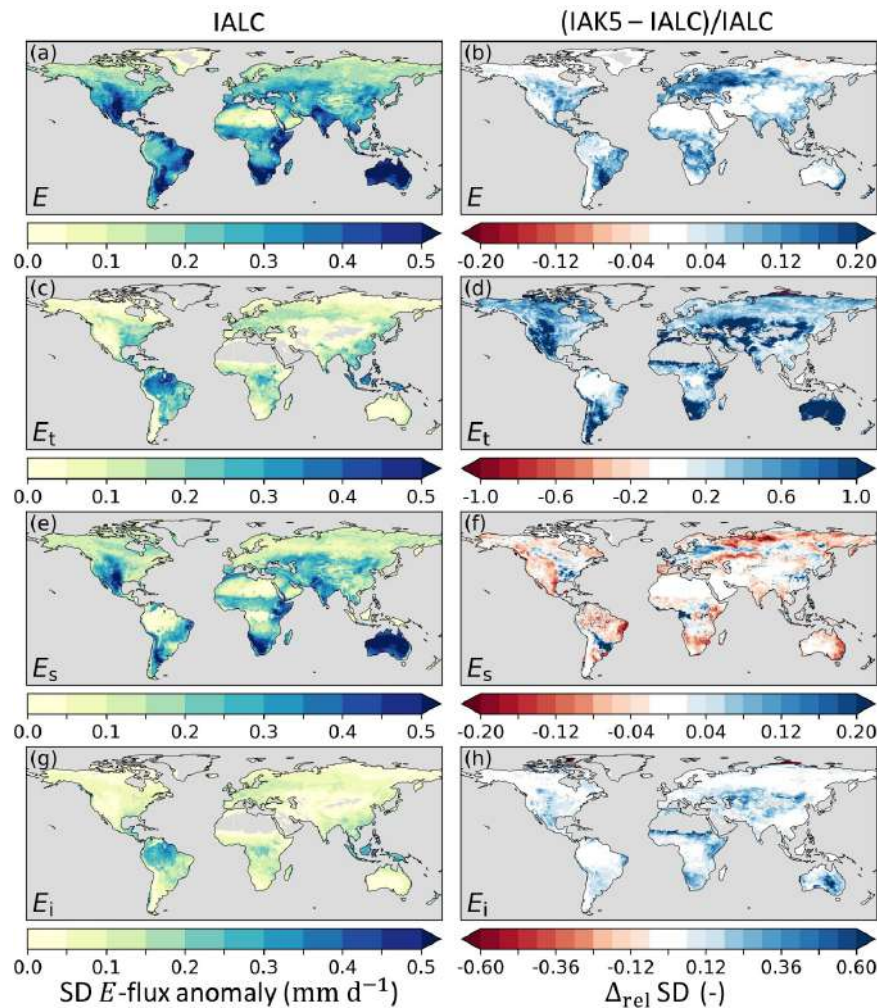 IALC (IAK5 – IALC)/IALC
(a) (b)
E E
0.0 0.1 0.2 0.3 0.4 0.5 -0.20 -0.12 -0.04 0.04 0.12 0.20
(c) (d)
Et Et
0.0 0.1 0.2 0.3 0.4 0.5 -1.0 -0.6 -0.2 0.2 0.6 1.0
(e) (f)
Es Es
0.0 0.1 0.2 0.3 0.4 0.5 -0.20 -0.12 -0.04 0.04 0.12 0.20
(g) (h)
Ei Ei
0.0 0.1 0.2 0.3 0.4 0.5 -0.60 -0.36 -0.12 0.12 0.36 0.60
SD E-flux anomaly (mm d⁻¹) Δrel SD (-)